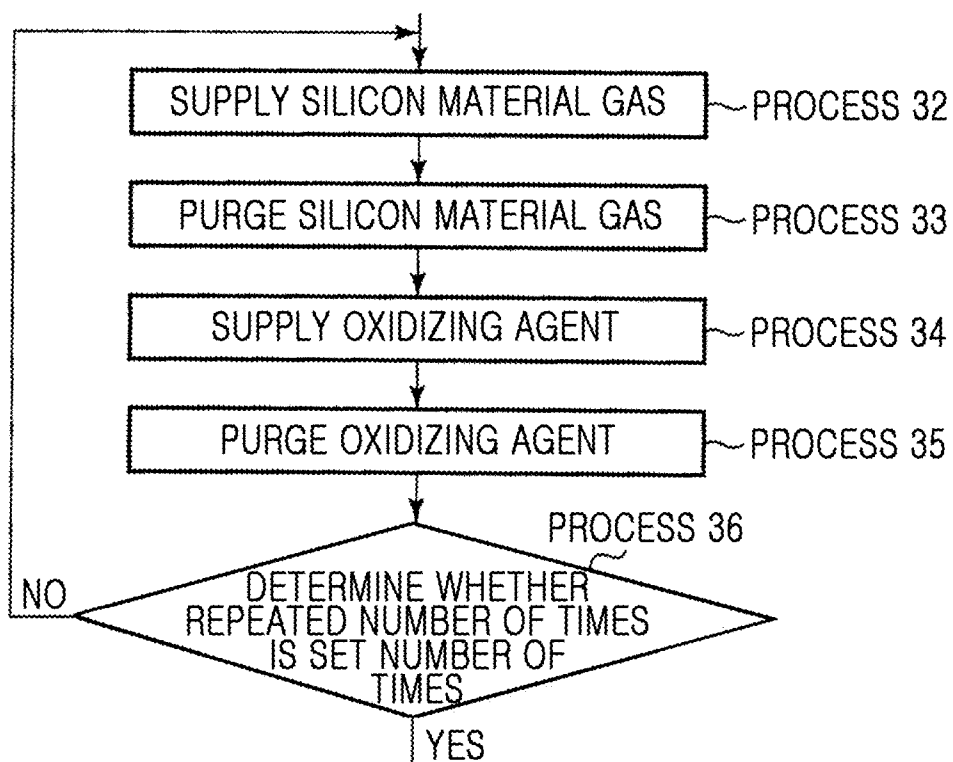 SUPPLY SILICON MATERIAL GAS
PROCESS 32
PURGE SILICON MATERIAL GAS
PROCESS 33
SUPPLY OXIDIZING AGENT
PROCESS 34
PURGE OXIDIZING AGENT
PROCESS 35
PROCESS 36
NO
DETERMINE WHETHER
REPEATED NUMBER OF TIMES
IS SET NUMBER OF
TIMES
YES